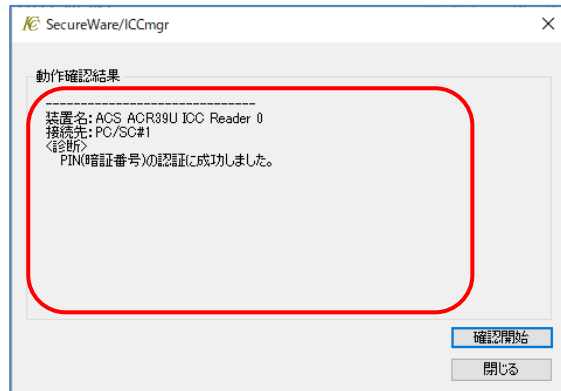 SecureWare/ICCmgr
動作確認結果
------------------------------
装置名:ACS ACR39U ICC Reader 0
接続先:PC/SC#1
<診断>
PIN(暗証番号)の認証に成功しました。
確認開始
閉じる